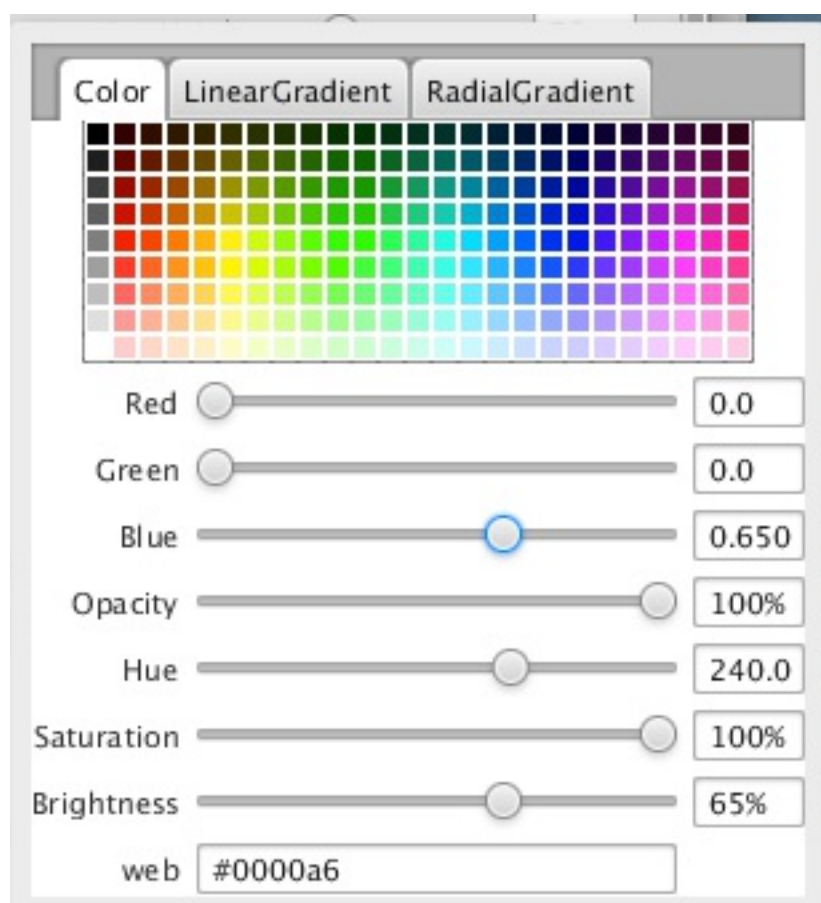 Color LinearGradient RadialGradient
Red 0.0
Green 0.0
Blue 0.650
Opacity 100%
Hue 240.0
Saturation 100%
Brightness 65%
web #0000a6